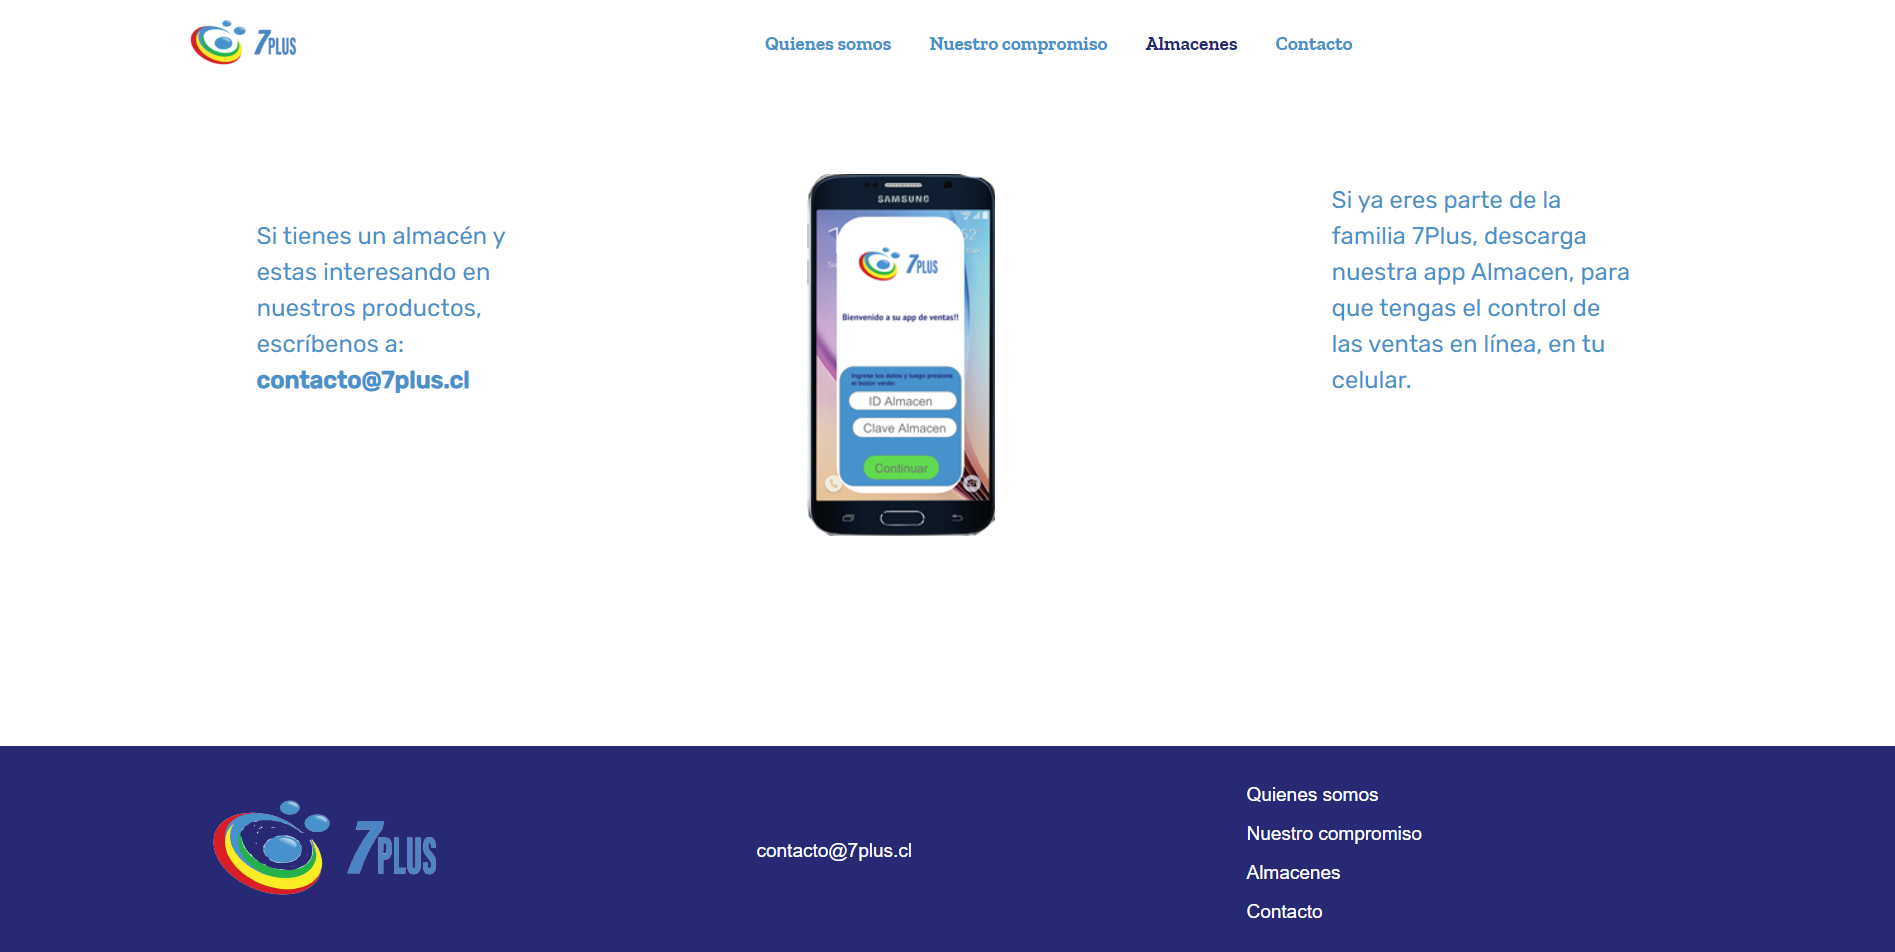 7PLUS
Quienes somos
Nuestro compromiso
Almacenes
Contacto
Si tienes un almacén y
estas interesando en
nuestros productos,
escríbenos a:
contacto@7plus.cl
SAMSUNG
7PLUS
Bienvenido a su app de ventas!!
Ingrese los datos y luego presione
el botón verde:
ID Almacen
Clave Almacen
Continuar
Si ya eres parte de la
familia 7Plus, descarga
nuestra app Almacen, para
que tengas el control de
las ventas en línea, en tu
celular.
7PLUS
contacto@7plus.cl
Quienes somos
Nuestro compromiso
Almacenes
Contacto